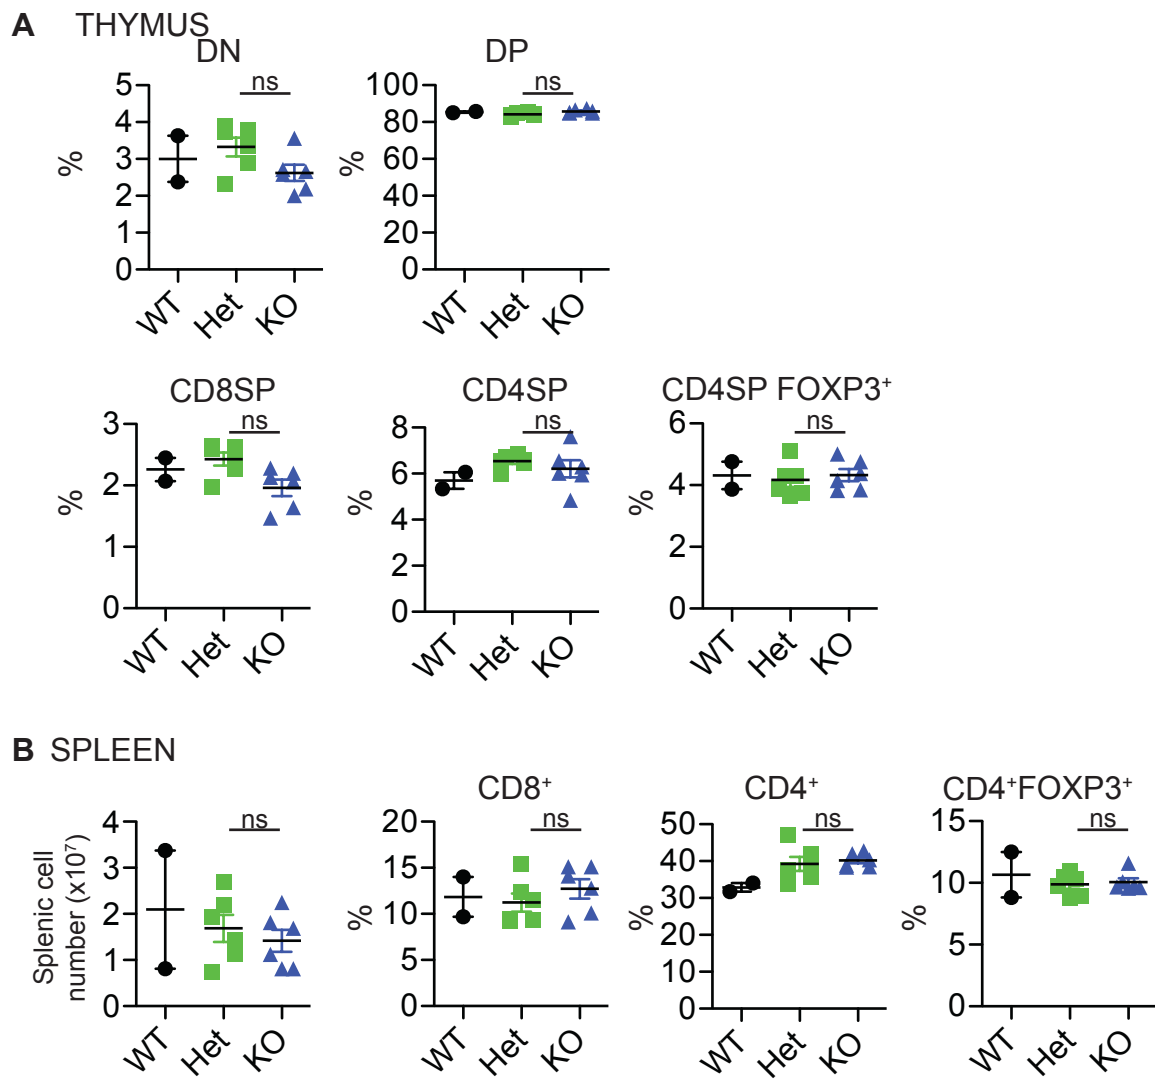 A THYMUS
DN
ns
5
4
3
2
1
0
%
WT Het KO
DP
ns
100
80
60
40
20
0
%
WT Het KO
CD8SP
ns
3
2
1
0
%
WT Het KO
CD4SP
ns
8
6
4
2
0
%
WT Het KO
CD4SP FOXP3⁺
ns
6
4
2
0
%
WT Het KO
B SPLEEN
ns
4
3
2
1
0
Splenic cell
number (x10⁷)
WT Het KO
CD8⁺
ns
20
15
10
5
0
%
WT Het KO
CD4⁺
ns
50
40
30
20
10
0
%
WT Het KO
CD4⁺FOXP3⁺
ns
15
10
5
0
%
WT Het KO